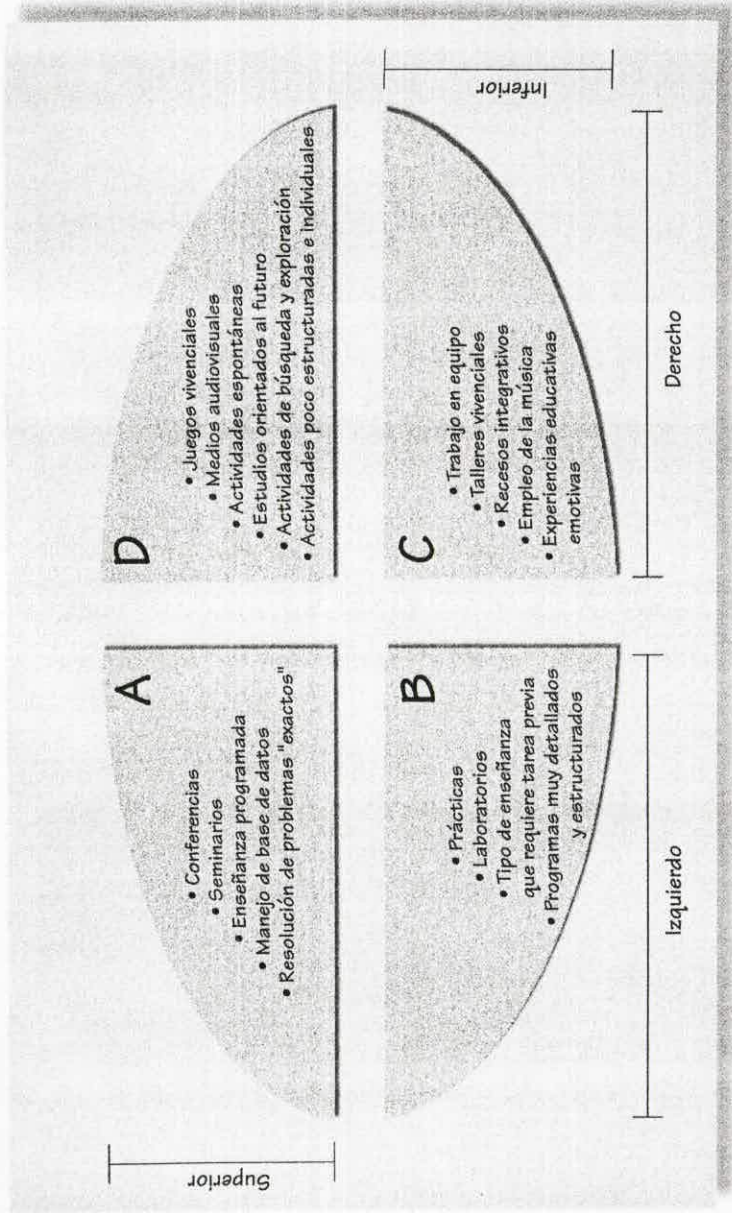 Superior
A
• Conferencias
• Seminarios
• Enseñanza programada
• Manejo de base de datos
• Resolución de problemas "exactos"
D
• Juegos vivenciales
• Medios audiovisuales
• Actividades espontáneas
• Estudios orientados al futuro
• Actividades de búsqueda y exploración
• Actividades poco estructuradas e individuales
B
• Prácticas
• Laboratorios
• Tipo de enseñanza
que requiere tarea previa
• Programas muy detallados
y estructurados
C
• Trabajo en equipo
• Talleres vivenciales
• Recesos integrativos
• Empleo de la música
• Experiencias educativas
emotivas
Inferior
Izquierdo
Derecho